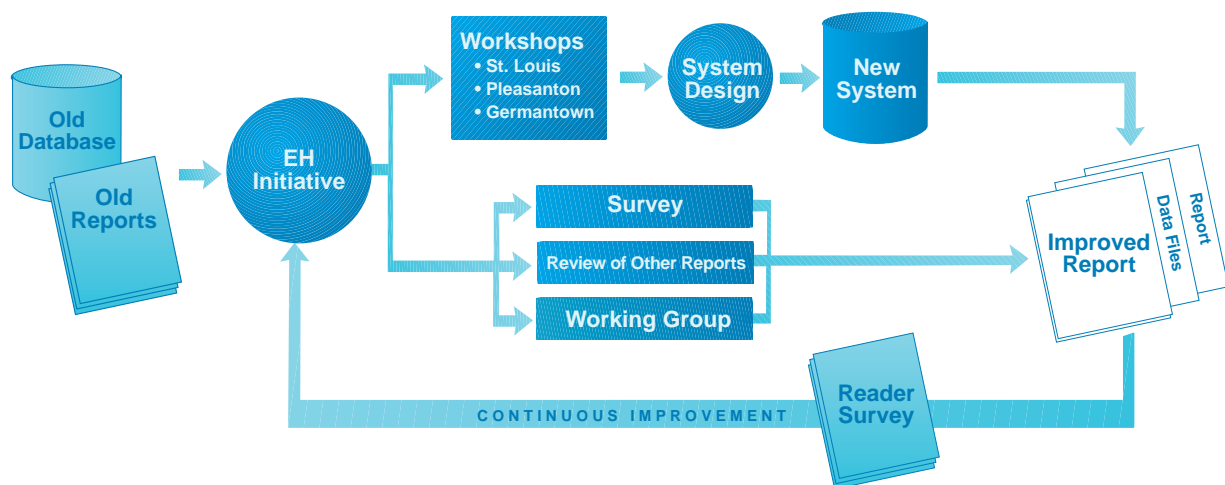 Old
Database
Old
Reports
EH
Initiative
Workshops
• St. Louis
• Pleasanton
• Germantown
System
Design
New
System
Survey
Review of Other Reports
Working Group
Improved
Report
Data Files
Report
Reader
Survey
CONTINUOUS IMPROVEMENT